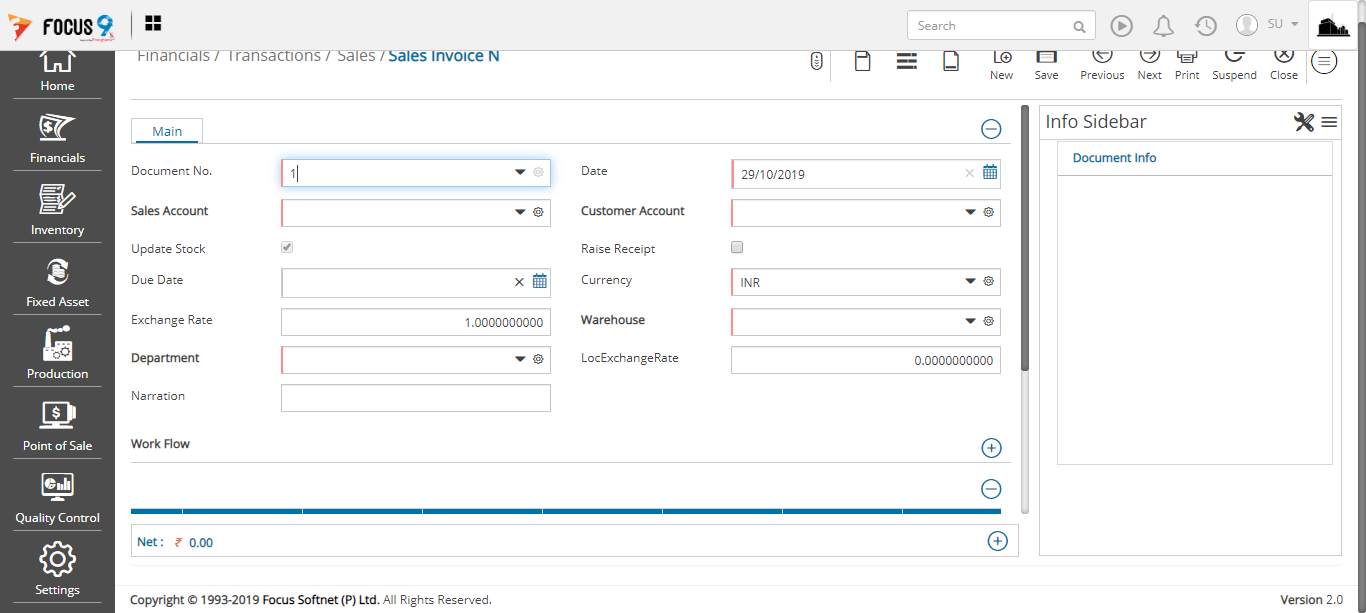 FOCUS 9
Search
SU
Financials / Transactions / Sales / Sales Invoice N
New
Save
Previous
Next
Print
Suspend
Close
Home
Financials
Inventory
Fixed Asset
Production
Point of Sale
Quality Control
Settings
Main
Document No.
1
Date
29/10/2019
Sales Account
Customer Account
Update Stock
Raise Receipt
Due Date
Currency
INR
Exchange Rate
1.0000000000
Warehouse
Department
LocExchangeRate
0.0000000000
Narration
Work Flow
Net : ₹ 0.00
Info Sidebar
Document Info
Copyright © 1993-2019 Focus Softnet (P) Ltd. All Rights Reserved.
Version 2.0